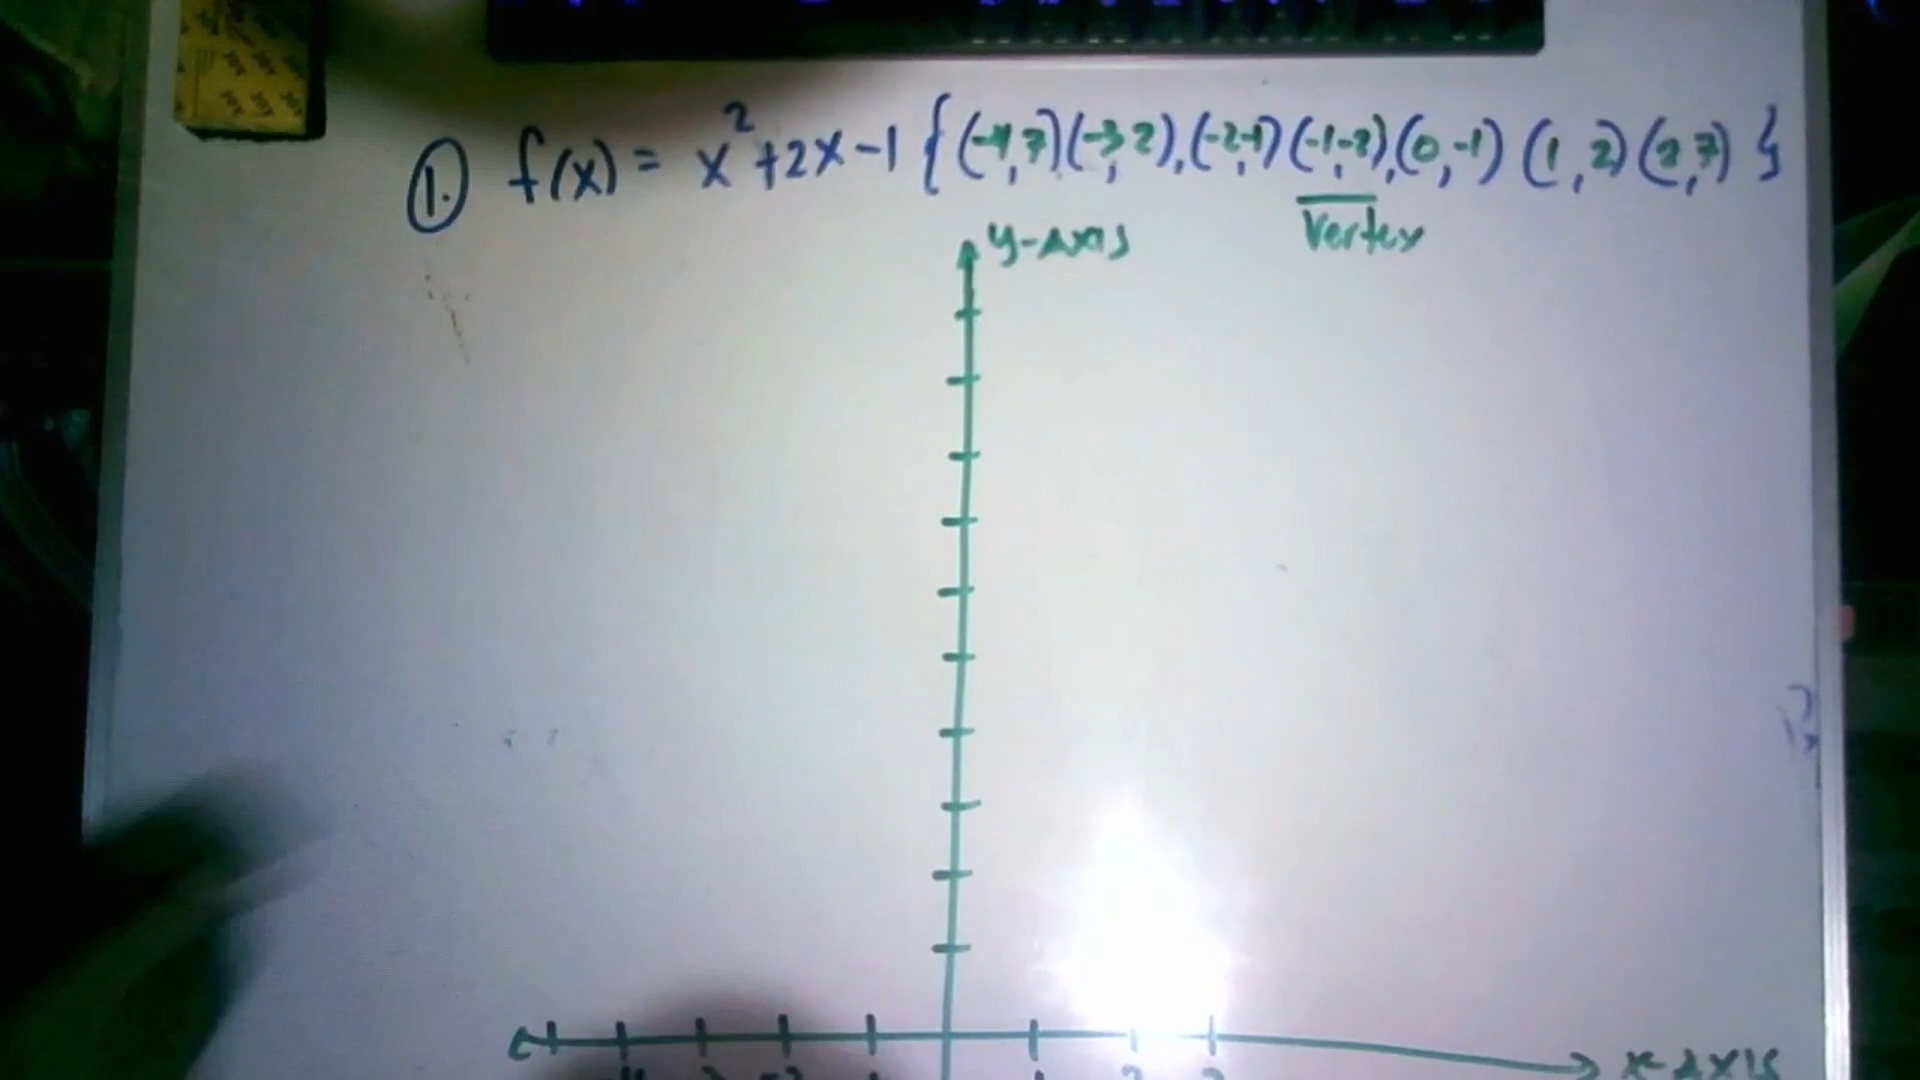 1. f(x) = x²+2x-1 {(-4,7)(-3,2),(-2,-1)(-1,-2),(0,-1) (1,2)(2,7)}
Vertex
y-axis
x-axis